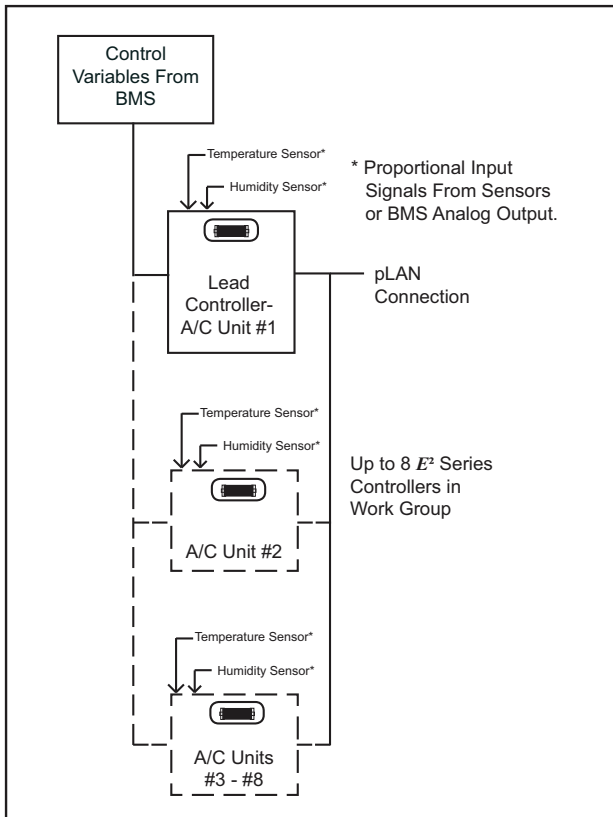 Control
Variables From
BMS
Temperature Sensor*
Humidity Sensor*
* Proportional Input
Signals From Sensors
or BMS Analog Output.
Lead
Controller-
A/C Unit #1
pLAN
Connection
Temperature Sensor*
Humidity Sensor*
A/C Unit #2
Up to 8 E² Series
Controllers in
Work Group
Temperature Sensor*
Humidity Sensor*
A/C Units
#3 - #8